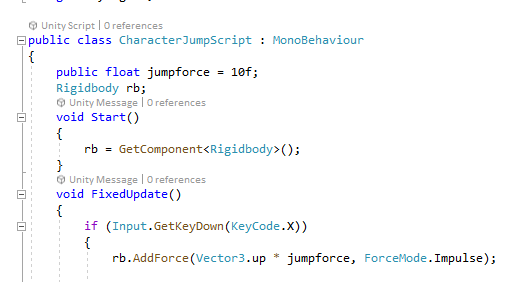 Unity Script | 0 references
public class CharacterJumpScript : MonoBehaviour
{
public float jumpforce = 10f;
Rigidbody rb;
Unity Message | 0 references
void Start()
{
rb = GetComponent<Rigidbody>();
}
Unity Message | 0 references
void FixedUpdate()
{
if (Input.GetKeyDown(KeyCode.X))
{
rb.AddForce(Vector3.up * jumpforce, ForceMode.Impulse);